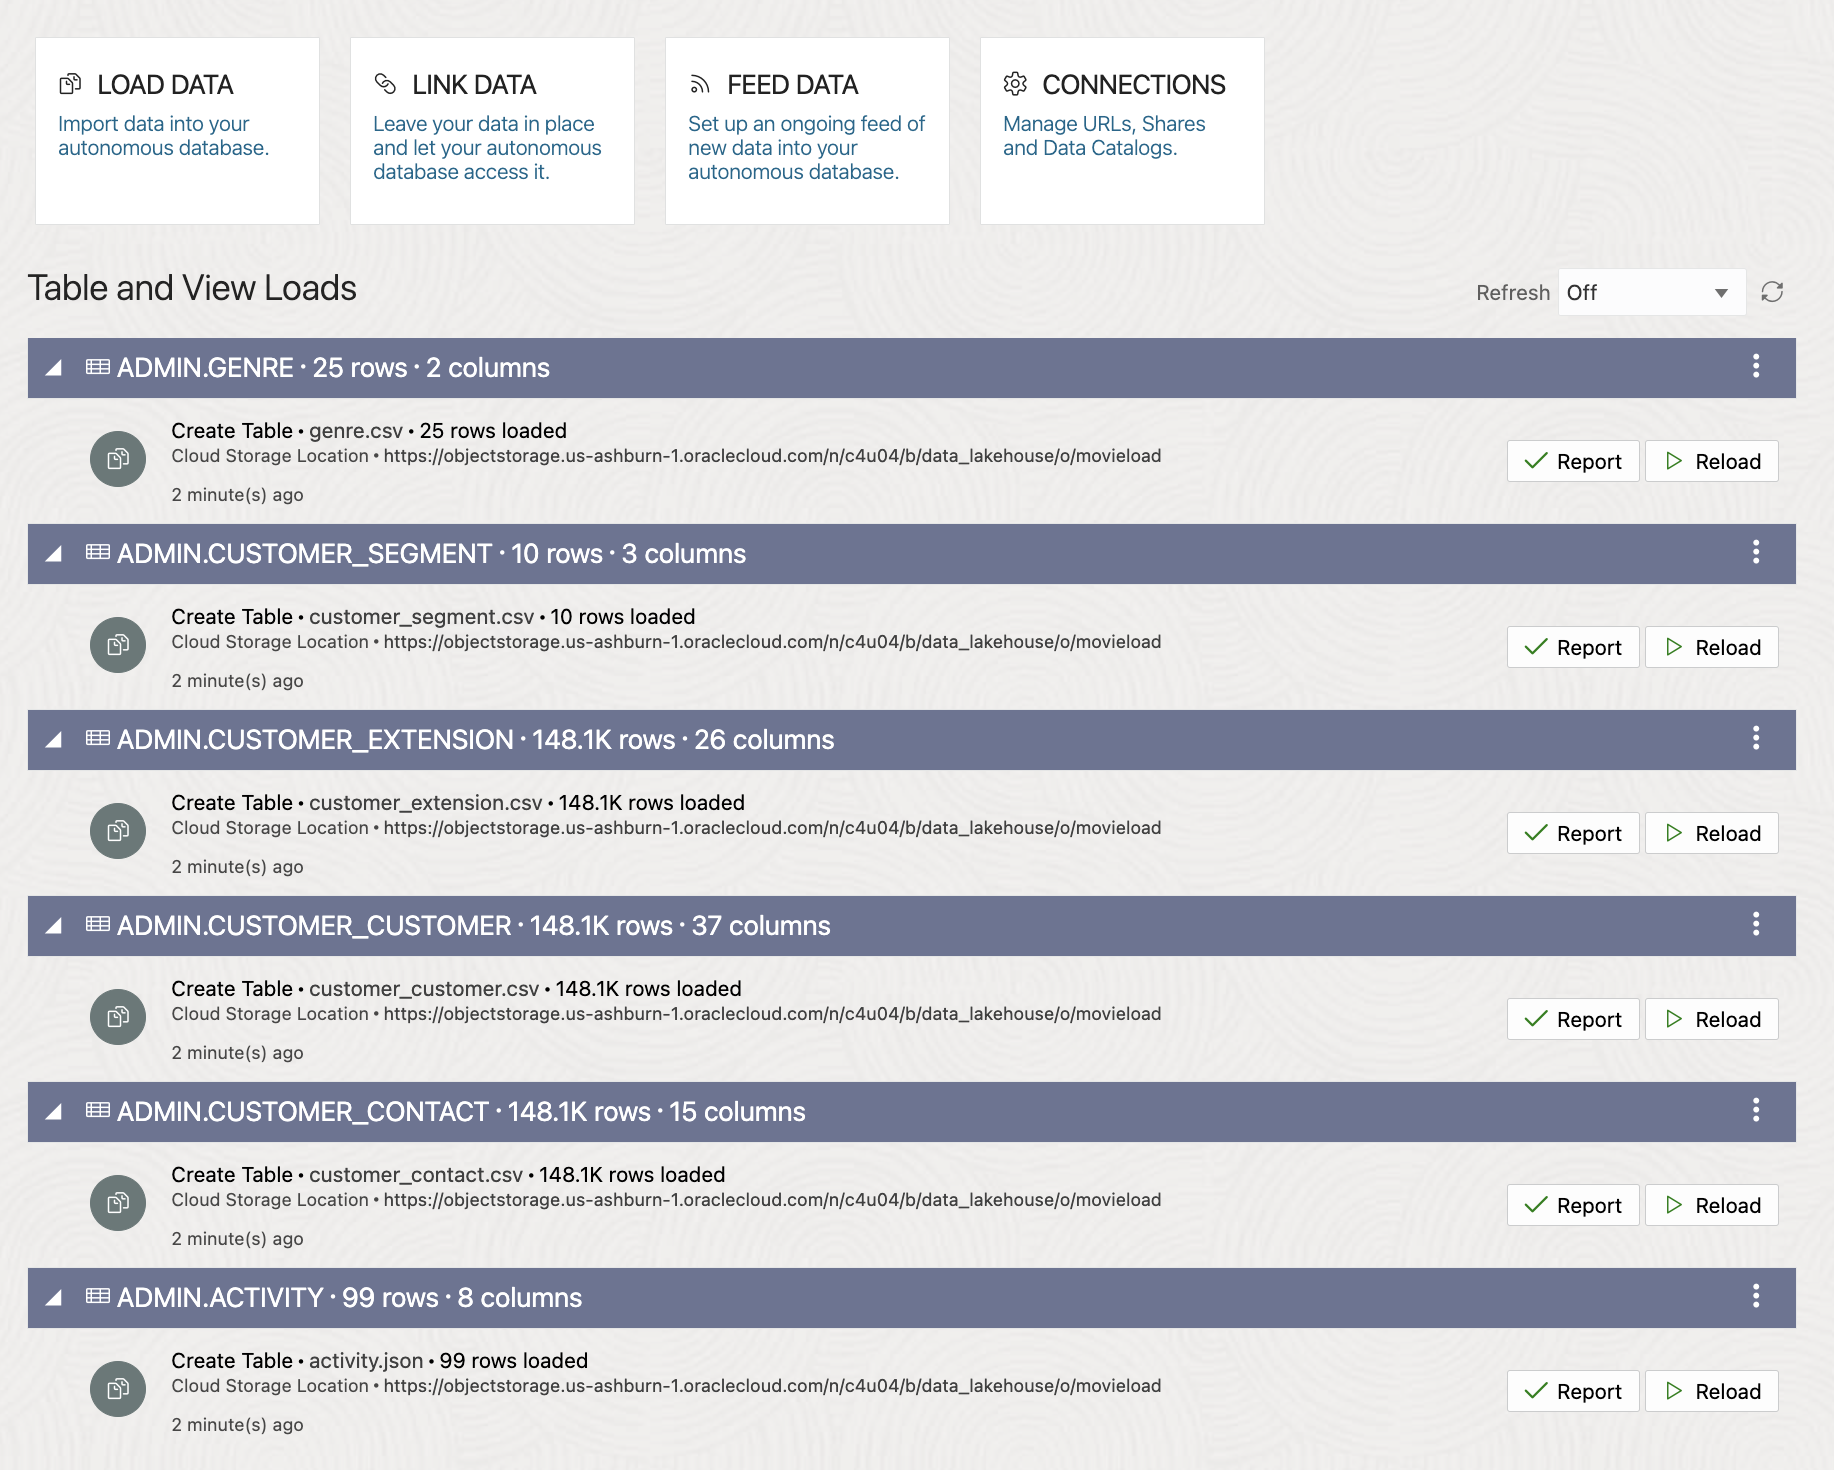 LOAD DATA
Import data into your
autonomous database.
LINK DATA
Leave your data in place
and let your autonomous
database access it.
FEED DATA
Set up an ongoing feed of
new data into your
autonomous database.
CONNECTIONS
Manage URLs, Shares
and Data Catalogs.
Table and View Loads
Refresh Off
ADMIN.GENRE · 25 rows · 2 columns
Create Table • genre.csv • 25 rows loaded
Cloud Storage Location • https://objectstorage.us-ashburn-1.oraclecloud.com/n/c4u04/b/data_lakehouse/o/movieload
2 minute(s) ago
Report Reload
ADMIN.CUSTOMER_SEGMENT · 10 rows · 3 columns
Create Table • customer_segment.csv • 10 rows loaded
Cloud Storage Location • https://objectstorage.us-ashburn-1.oraclecloud.com/n/c4u04/b/data_lakehouse/o/movieload
2 minute(s) ago
Report Reload
ADMIN.CUSTOMER_EXTENSION · 148.1K rows · 26 columns
Create Table • customer_extension.csv • 148.1K rows loaded
Cloud Storage Location • https://objectstorage.us-ashburn-1.oraclecloud.com/n/c4u04/b/data_lakehouse/o/movieload
2 minute(s) ago
Report Reload
ADMIN.CUSTOMER_CUSTOMER · 148.1K rows · 37 columns
Create Table • customer_customer.csv • 148.1K rows loaded
Cloud Storage Location • https://objectstorage.us-ashburn-1.oraclecloud.com/n/c4u04/b/data_lakehouse/o/movieload
2 minute(s) ago
Report Reload
ADMIN.CUSTOMER_CONTACT · 148.1K rows · 15 columns
Create Table • customer_contact.csv • 148.1K rows loaded
Cloud Storage Location • https://objectstorage.us-ashburn-1.oraclecloud.com/n/c4u04/b/data_lakehouse/o/movieload
2 minute(s) ago
Report Reload
ADMIN.ACTIVITY · 99 rows · 8 columns
Create Table • activity.json • 99 rows loaded
Cloud Storage Location • https://objectstorage.us-ashburn-1.oraclecloud.com/n/c4u04/b/data_lakehouse/o/movieload
2 minute(s) ago
Report Reload